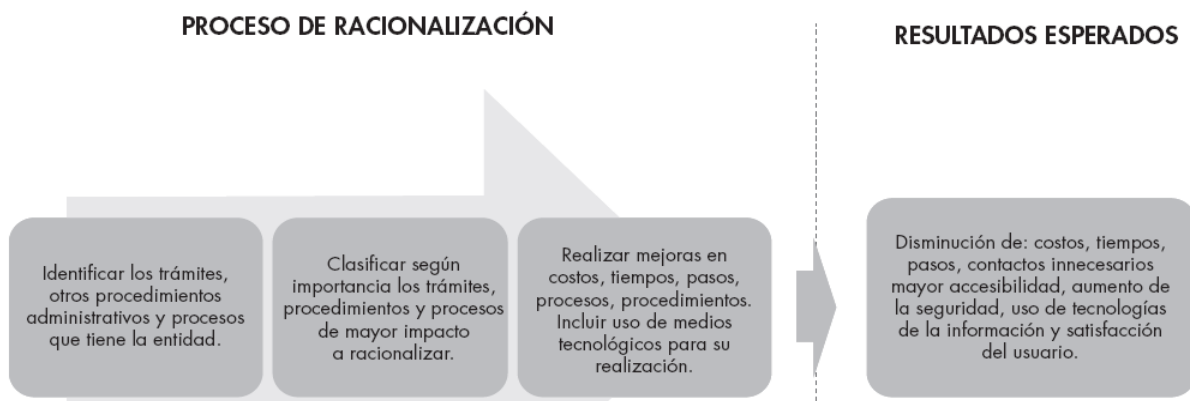 PROCESO DE RACIONALIZACIÓN
RESULTADOS ESPERADOS
Identificar los trámites,
otros procedimientos
administrativos y procesos
que tiene la entidad.
Clasificar según
importancia los trámites,
procedimientos y procesos
de mayor impacto
a racionalizar.
Realizar mejoras en
costos, tiempos, pasos,
procesos, procedimientos.
Incluir uso de medios
tecnológicos para su
realización.
Disminución de: costos, tiempos,
pasos, contactos innecesarios
mayor accesibilidad, aumento de
la seguridad, uso de tecnologías
de la información y satisfacción
del usuario.